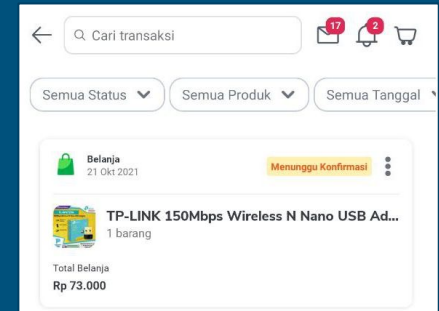 Cari transaksi
17
2
Semua Status
Semua Produk
Semua Tanggal
Belanja
21 Okt 2021
Menunggu Konfirmasi
TP-LINK 150Mbps Wireless N Nano USB Ad...
1 barang
Total Belanja
Rp 73.000